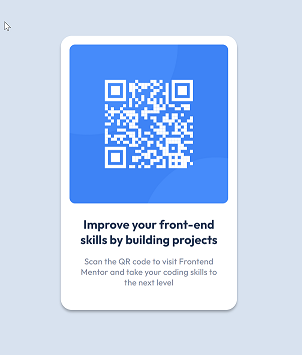 Improve your front-end
skills by building projects
Scan the QR code to visit Frontend
Mentor and take your coding skills to
the next level